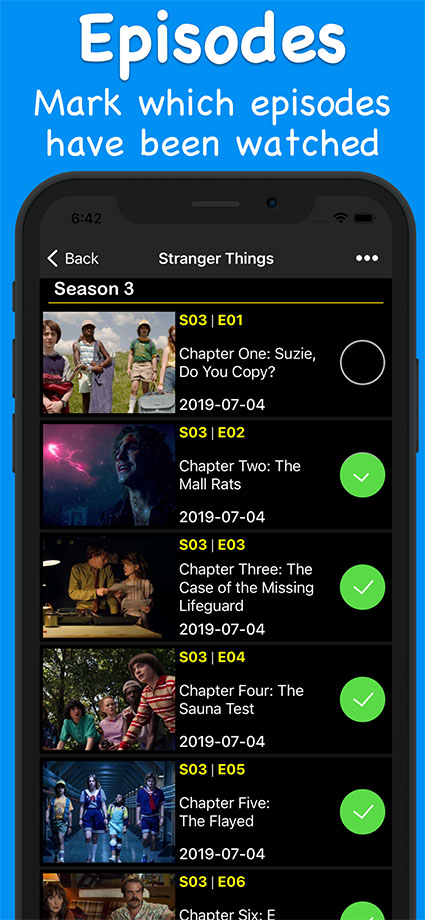 Episodes
Mark which episodes
have been watched
6:42
Back
Stranger Things
•••
Season 3
S03 | E01
Chapter One: Suzie,
Do You Copy?
2019-07-04
S03 | E02
Chapter Two: The
Mall Rats
2019-07-04
S03 | E03
Chapter Three: The
Case of the Missing
Lifeguard
2019-07-04
S03 | E04
Chapter Four: The
Sauna Test
2019-07-04
S03 | E05
Chapter Five:
The Flayed
2019-07-04
S03 | E06
Chapter Six: E